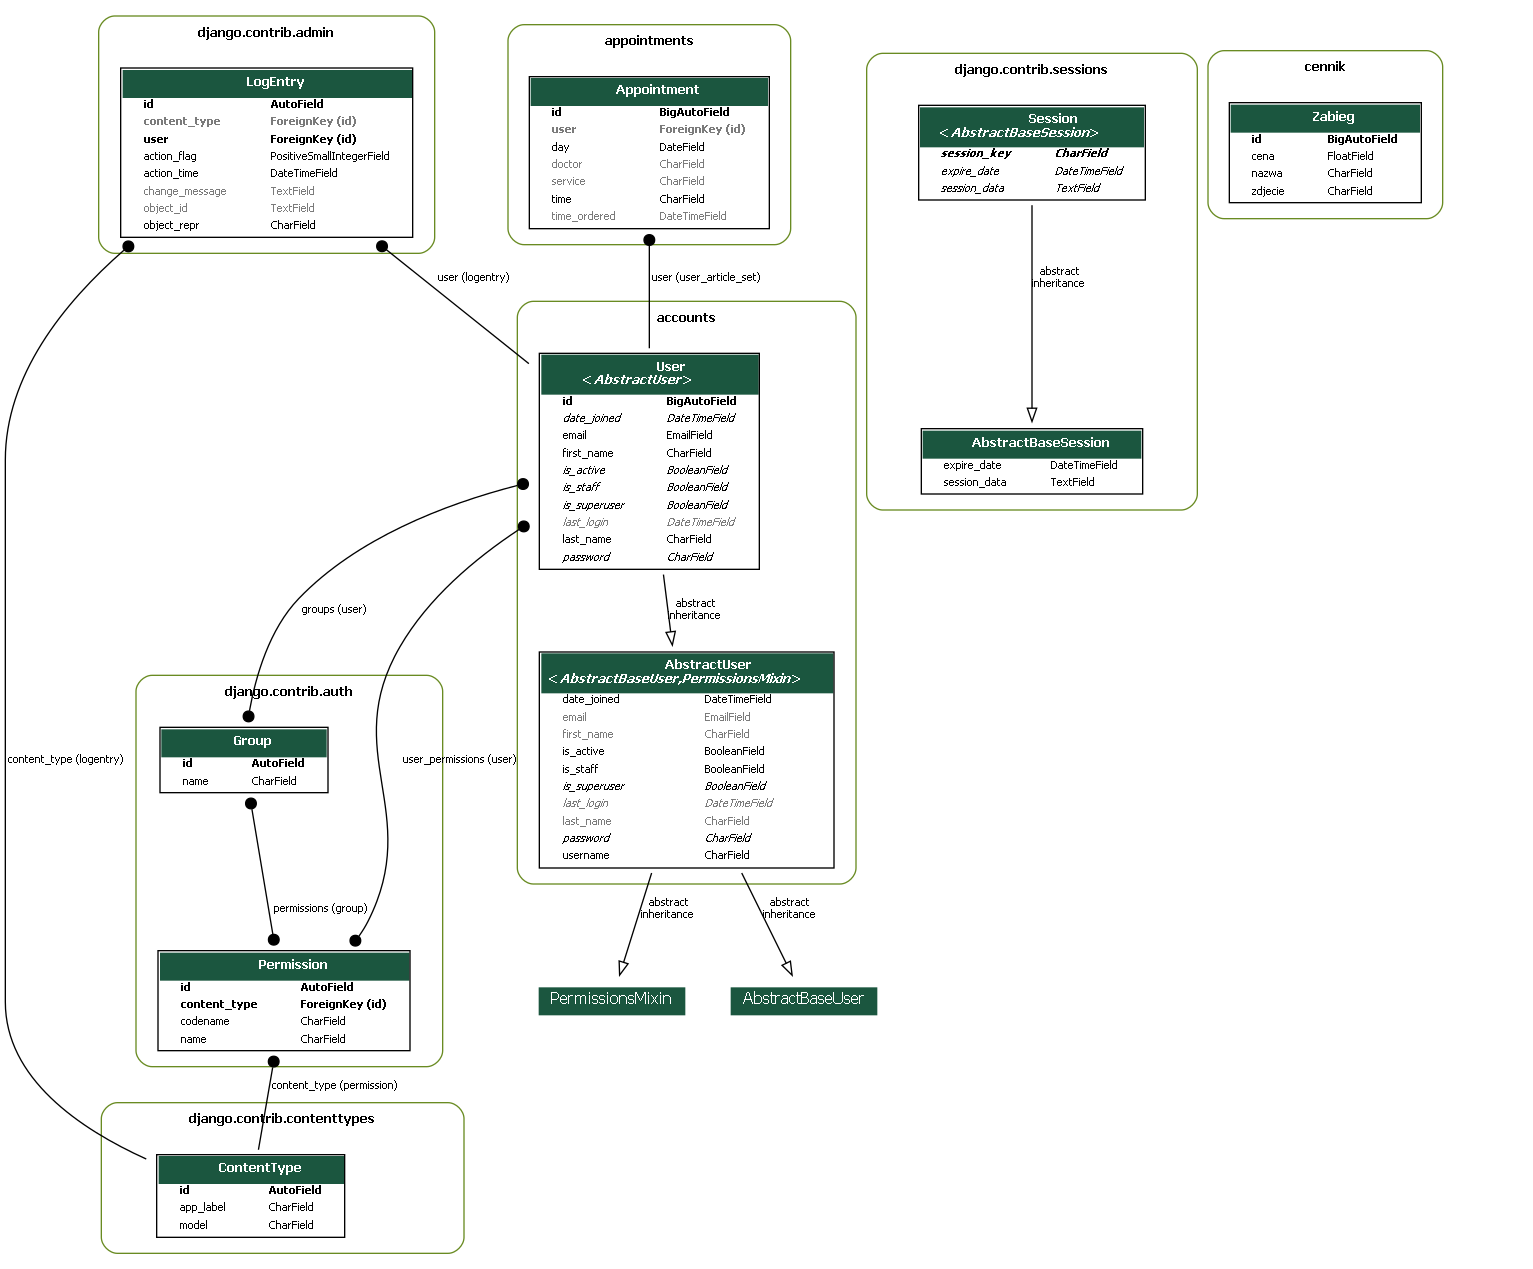 django.contrib.admin
LogEntry
id AutoField
content_type ForeignKey (id)
user ForeignKey (id)
action_flag PositiveSmallIntegerField
action_time DateTimeField
change_message TextField
object_id TextField
object_repr CharField
appointments
Appointment
id BigAutoField
user ForeignKey (id)
day DateField
doctor CharField
service CharField
time CharField
time_ordered DateTimeField
django.contrib.sessions
Session
<AbstractBaseSession>
session_key CharField
expire_date DateTimeField
session_data TextField
abstract
inheritance
AbstractBaseSession
expire_date DateTimeField
session_data TextField
cennik
Zabieg
id BigAutoField
cena FloatField
nazwa CharField
zdjecie CharField
user (logentry)
user (user_article_set)
accounts
User
<AbstractUser>
id BigAutoField
date_joined DateTimeField
email EmailField
first_name CharField
is_active BooleanField
is_staff BooleanField
is_superuser BooleanField
last_login DateTimeField
last_name CharField
password CharField
abstract
inheritance
AbstractUser
<AbstractBaseUser,PermissionsMixin>
date_joined DateTimeField
email EmailField
first_name CharField
is_active BooleanField
is_staff BooleanField
is_superuser BooleanField
last_login DateTimeField
last_name CharField
password CharField
username CharField
abstract
inheritance
abstract
inheritance
PermissionsMixin
AbstractBaseUser
groups (user)
user_permissions (user)
content_type (logentry)
django.contrib.auth
Group
id AutoField
name CharField
permissions (group)
Permission
id AutoField
content_type ForeignKey (id)
codename CharField
name CharField
content_type (permission)
django.contrib.contenttypes
ContentType
id AutoField
app_label CharField
model CharField